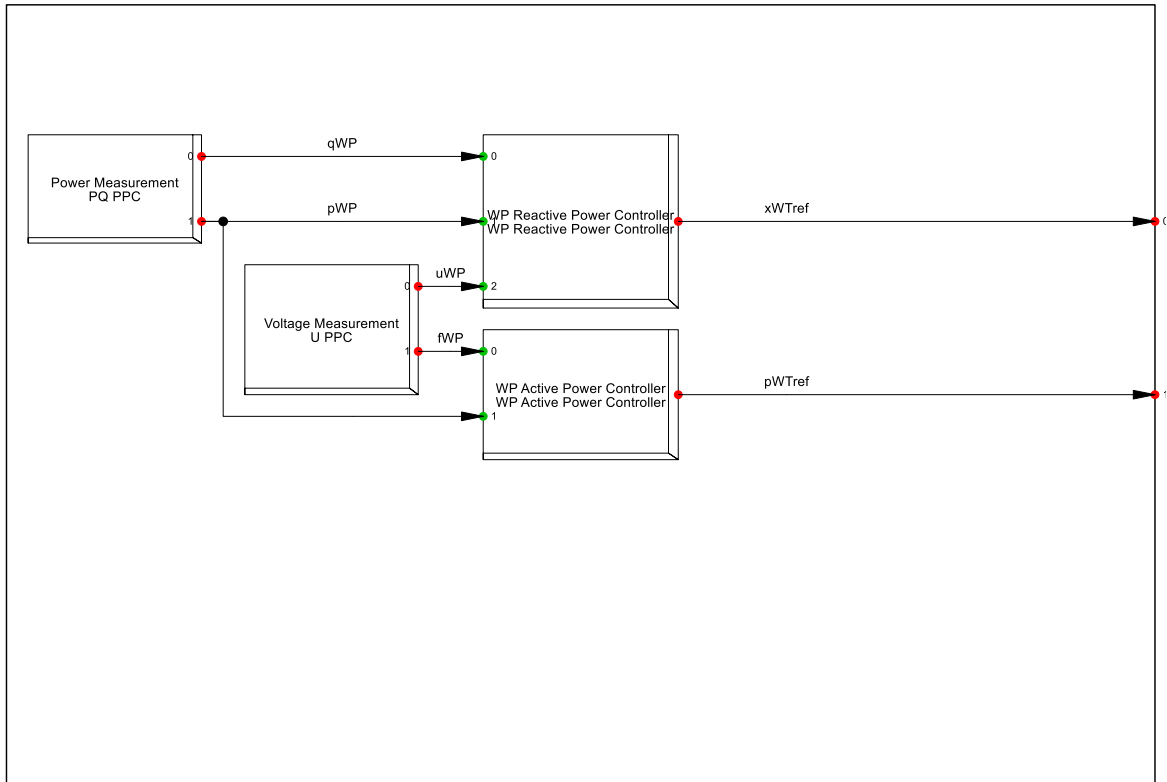 qWP
0
0
Power Measurement
PQ PPC
pWP
xWTref
1
1
0
WP Reactive Power Controller
WP Reactive Power Controller
uWP
0
2
Voltage Measurement
U PPC
fWP
1
0
pWTref
WP Active Power Controller
WP Active Power Controller
1
1